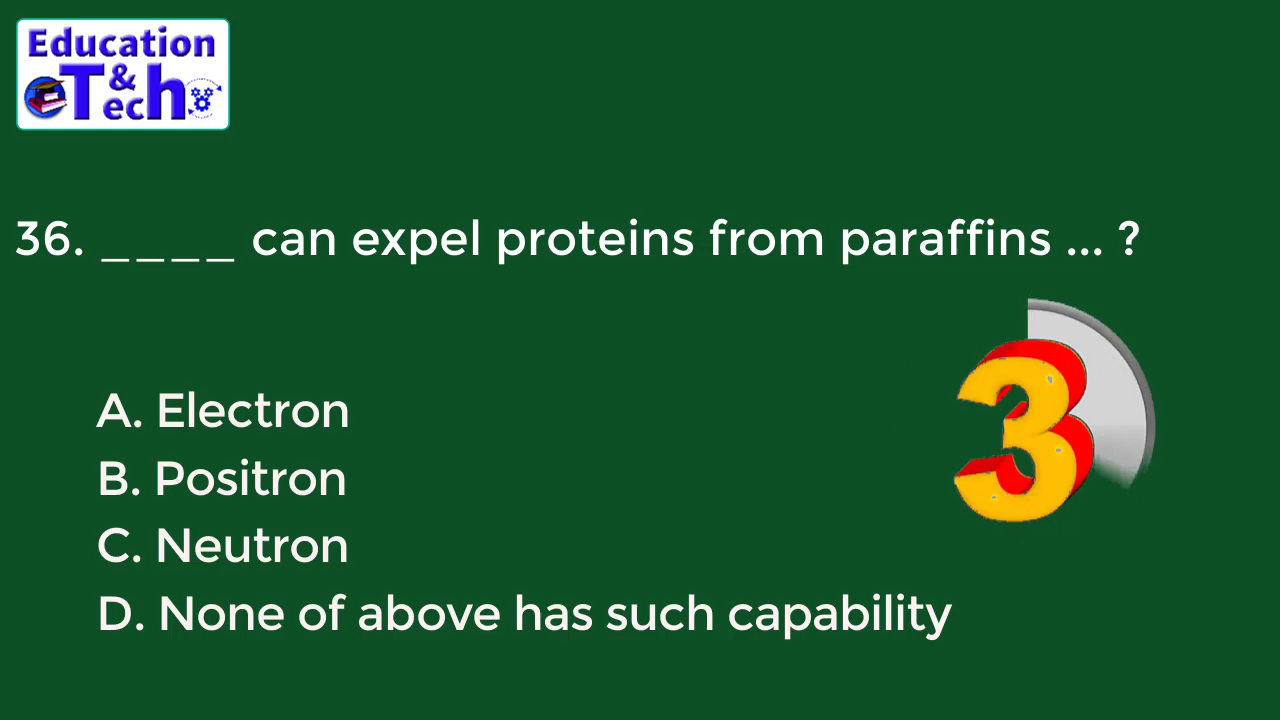 Education
&
Tech
36. ____ can expel proteins from paraffins ... ?
3
A. Electron
B. Positron
C. Neutron
D. None of above has such capability